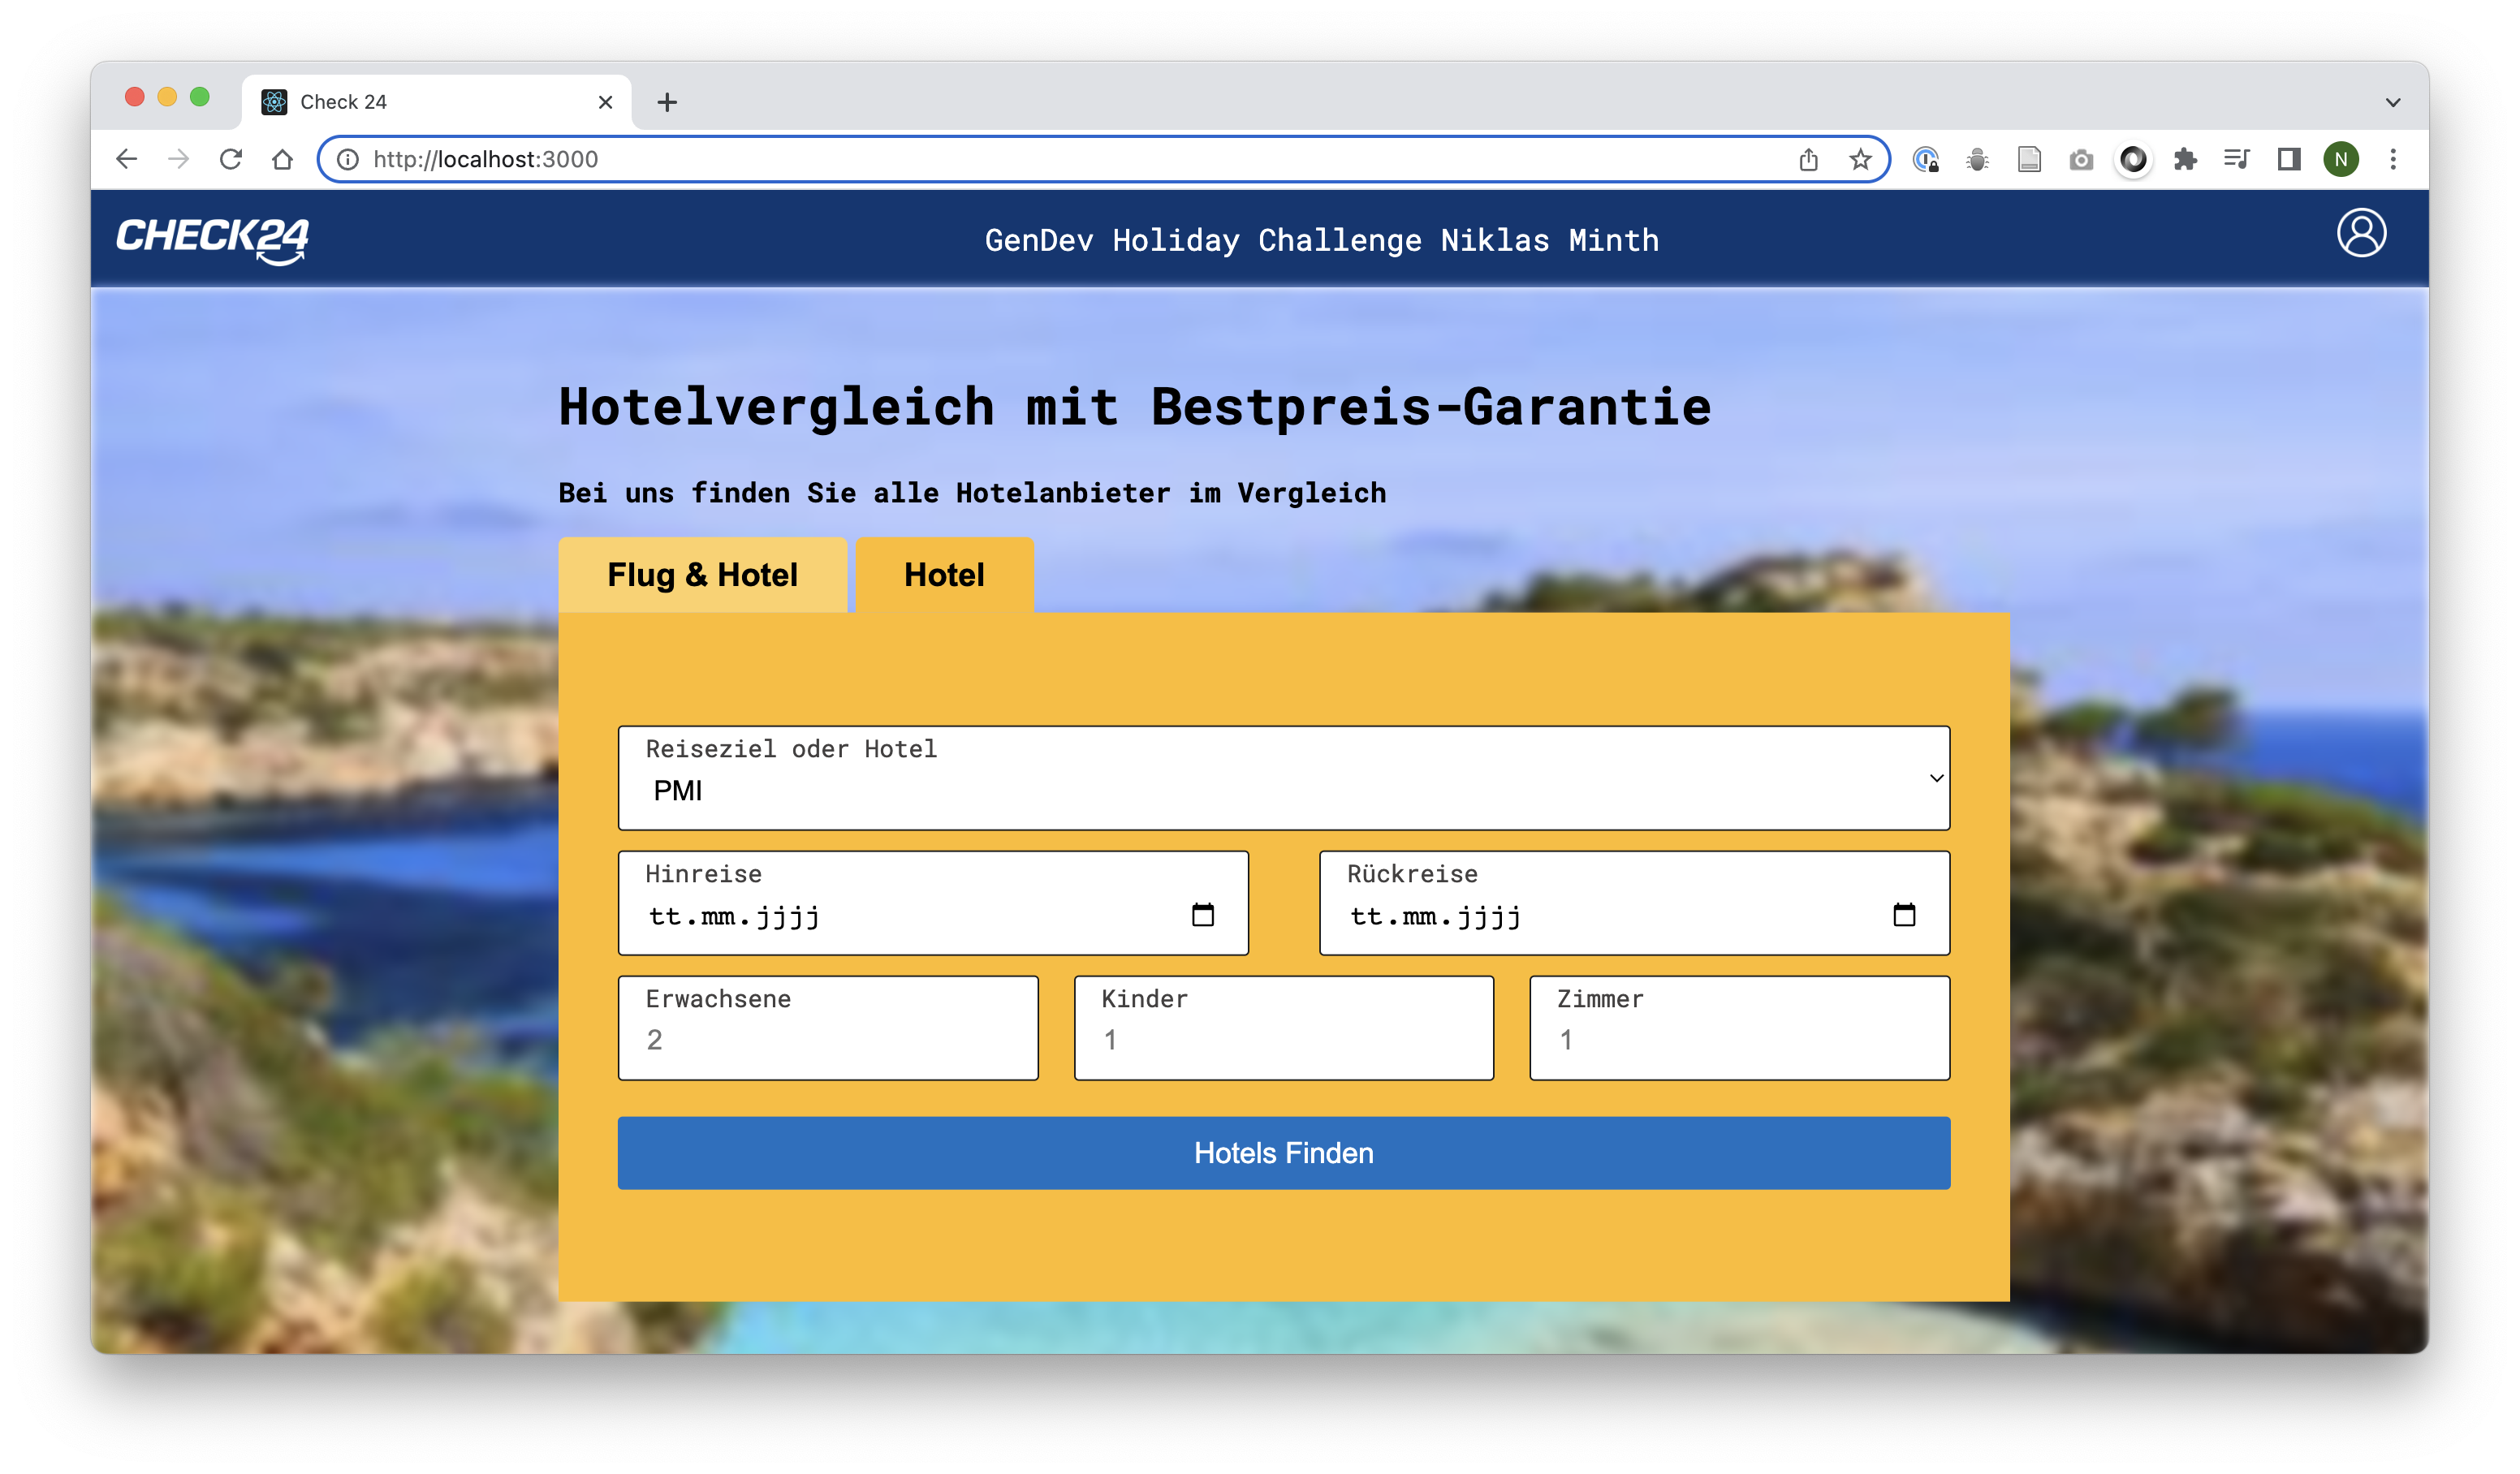 Check 24
http://localhost:3000
N
CHECK24
GenDev Holiday Challenge Niklas Minth
Hotelvergleich mit Bestpreis-Garantie
Bei uns finden Sie alle Hotelanbieter im Vergleich
Flug & Hotel
Hotel
Reiseziel oder Hotel
PMI
Hinreise
Rückreise
tt.mm.jjjj
tt.mm.jjjj
Erwachsene
Kinder
Zimmer
2
1
1
Hotels Finden